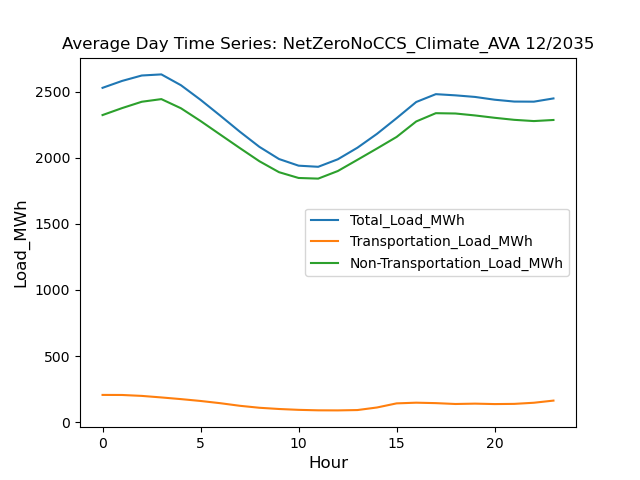 Average Day Time Series: NetZeroNoCCS_Climate_AVA 12/2035
2500
2000
1500
1000
500
0
Load_MWh
Total_Load_MWh
Transportation_Load_MWh
Non-Transportation_Load_MWh
0 5 10 15 20
Hour